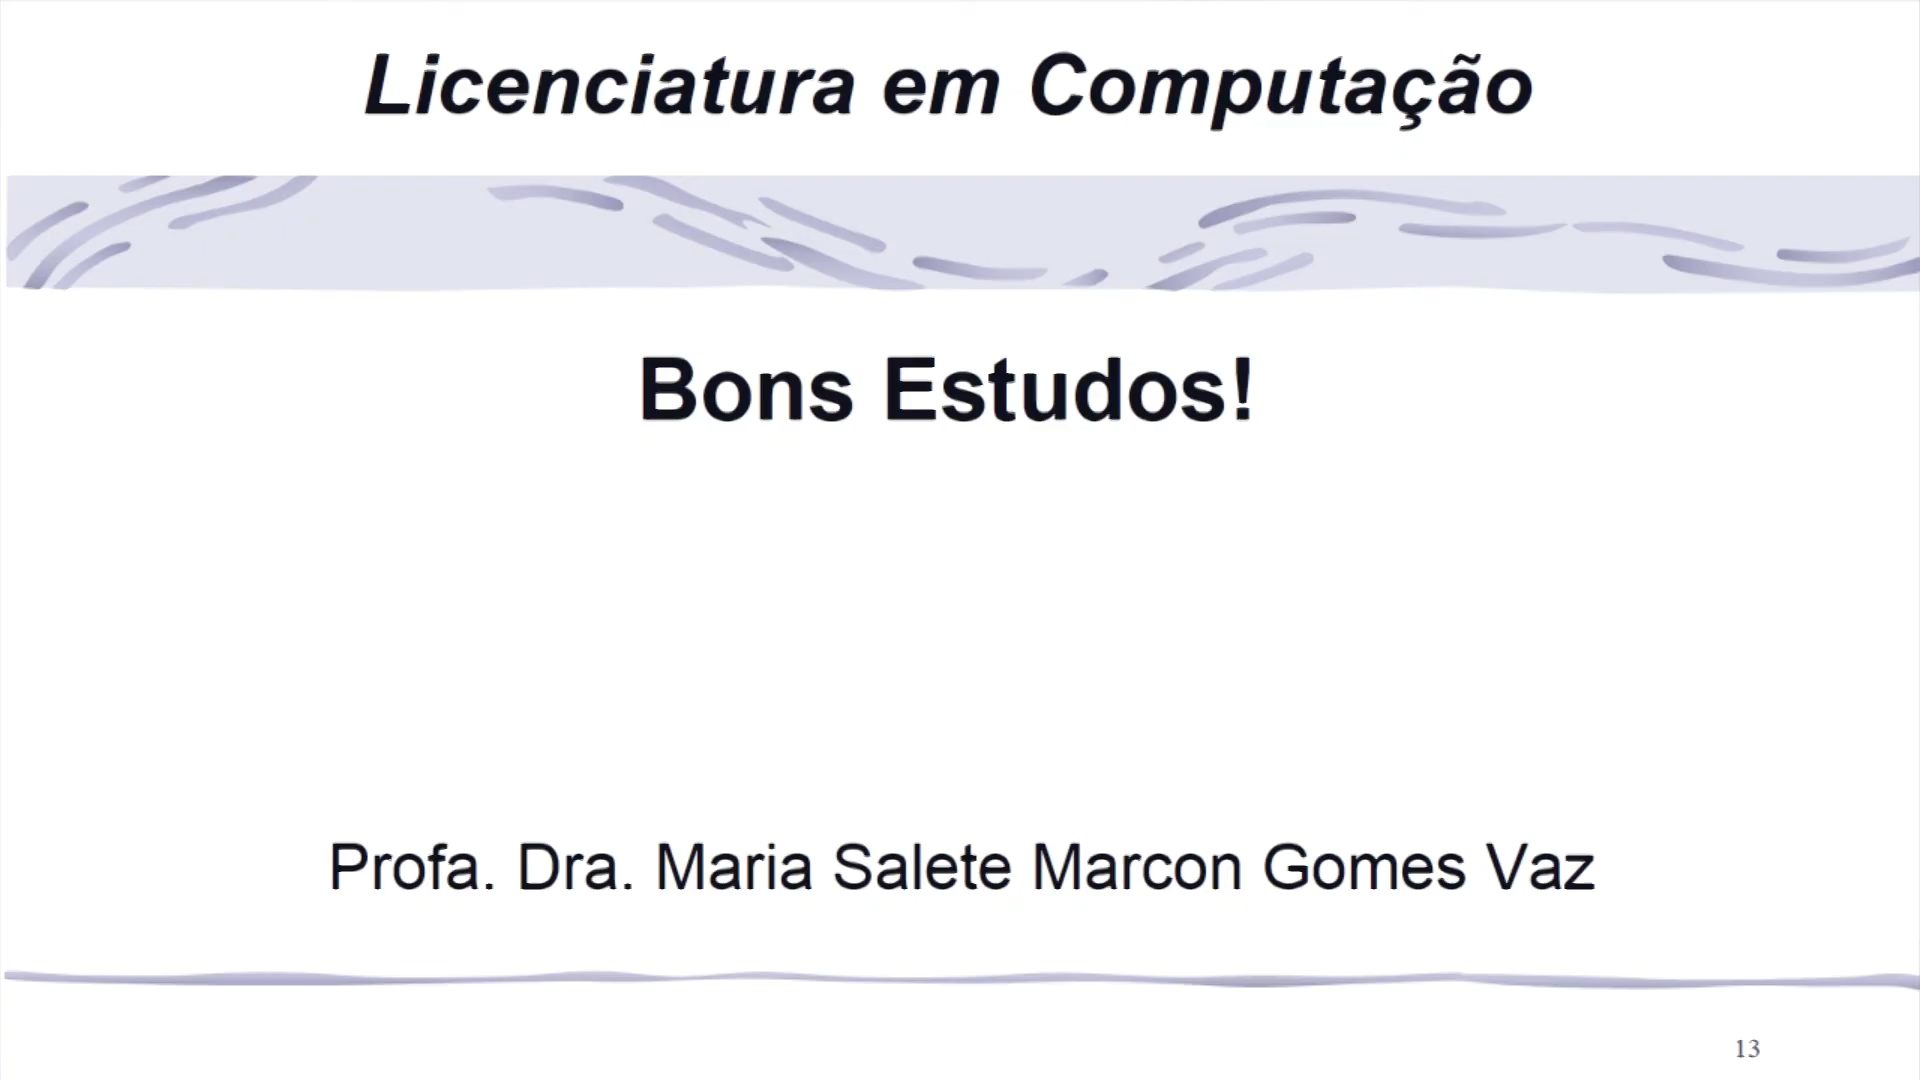 Licenciatura em Computação
Bons Estudos!
Profa. Dra. Maria Salete Marcon Gomes Vaz
13